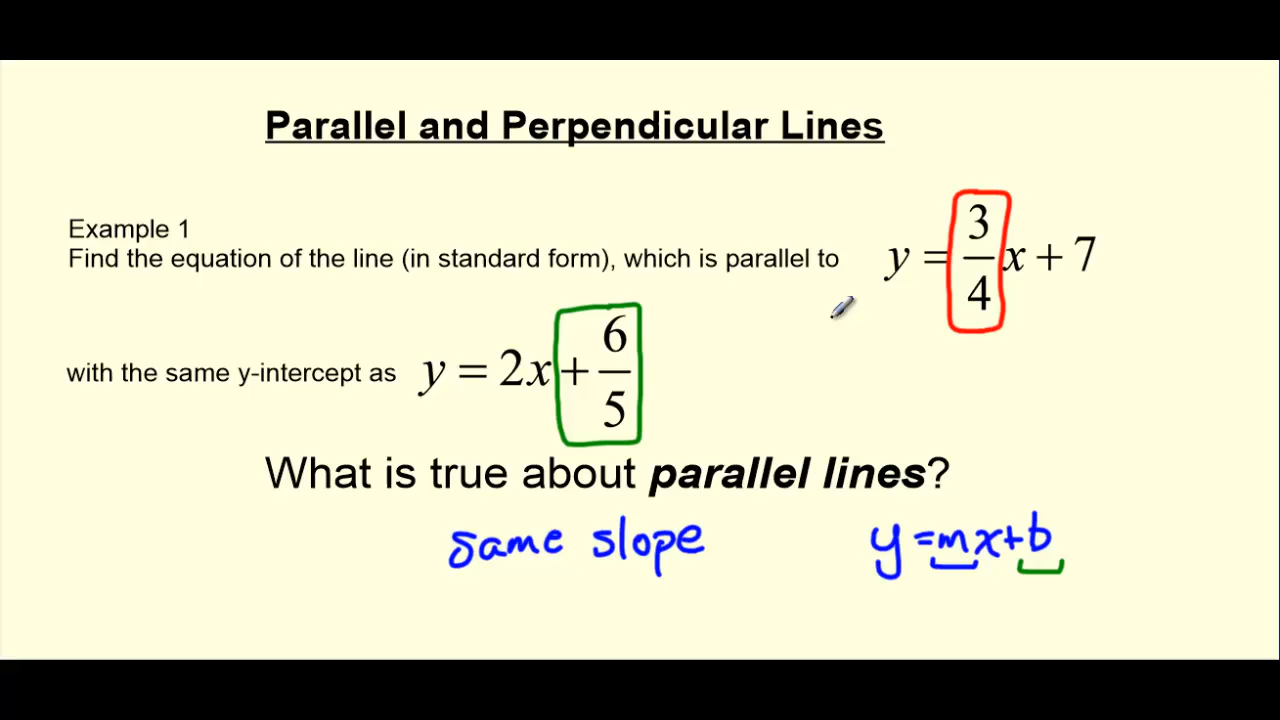 Parallel and Perpendicular Lines
Example 1
Find the equation of the line (in standard form), which is parallel to y = 3/4 x + 7
with the same y-intercept as y = 2x + 6/5
What is true about parallel lines?
same slope y = mx + b